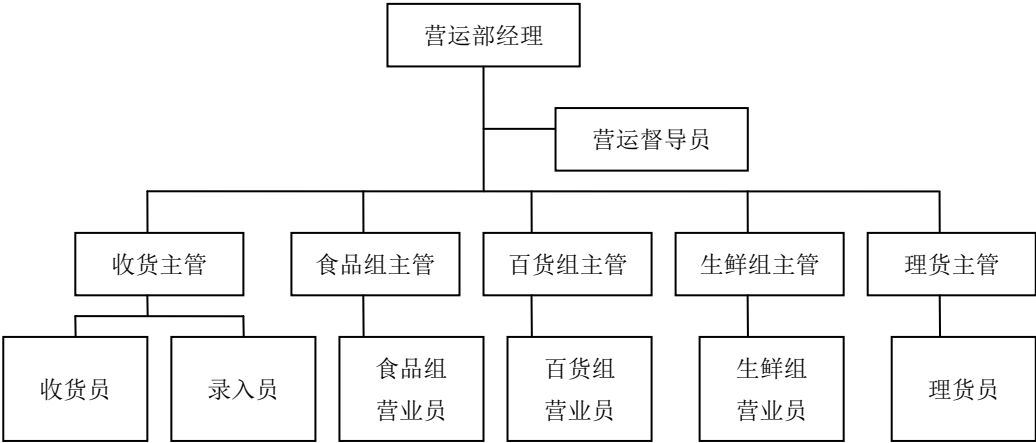 营运部经理
营运督导员
收货主管
食品组主管
百货组主管
生鲜组主管
理货主管
收货员
录入员
食品组
营业员
百货组
营业员
生鲜组
营业员
理货员